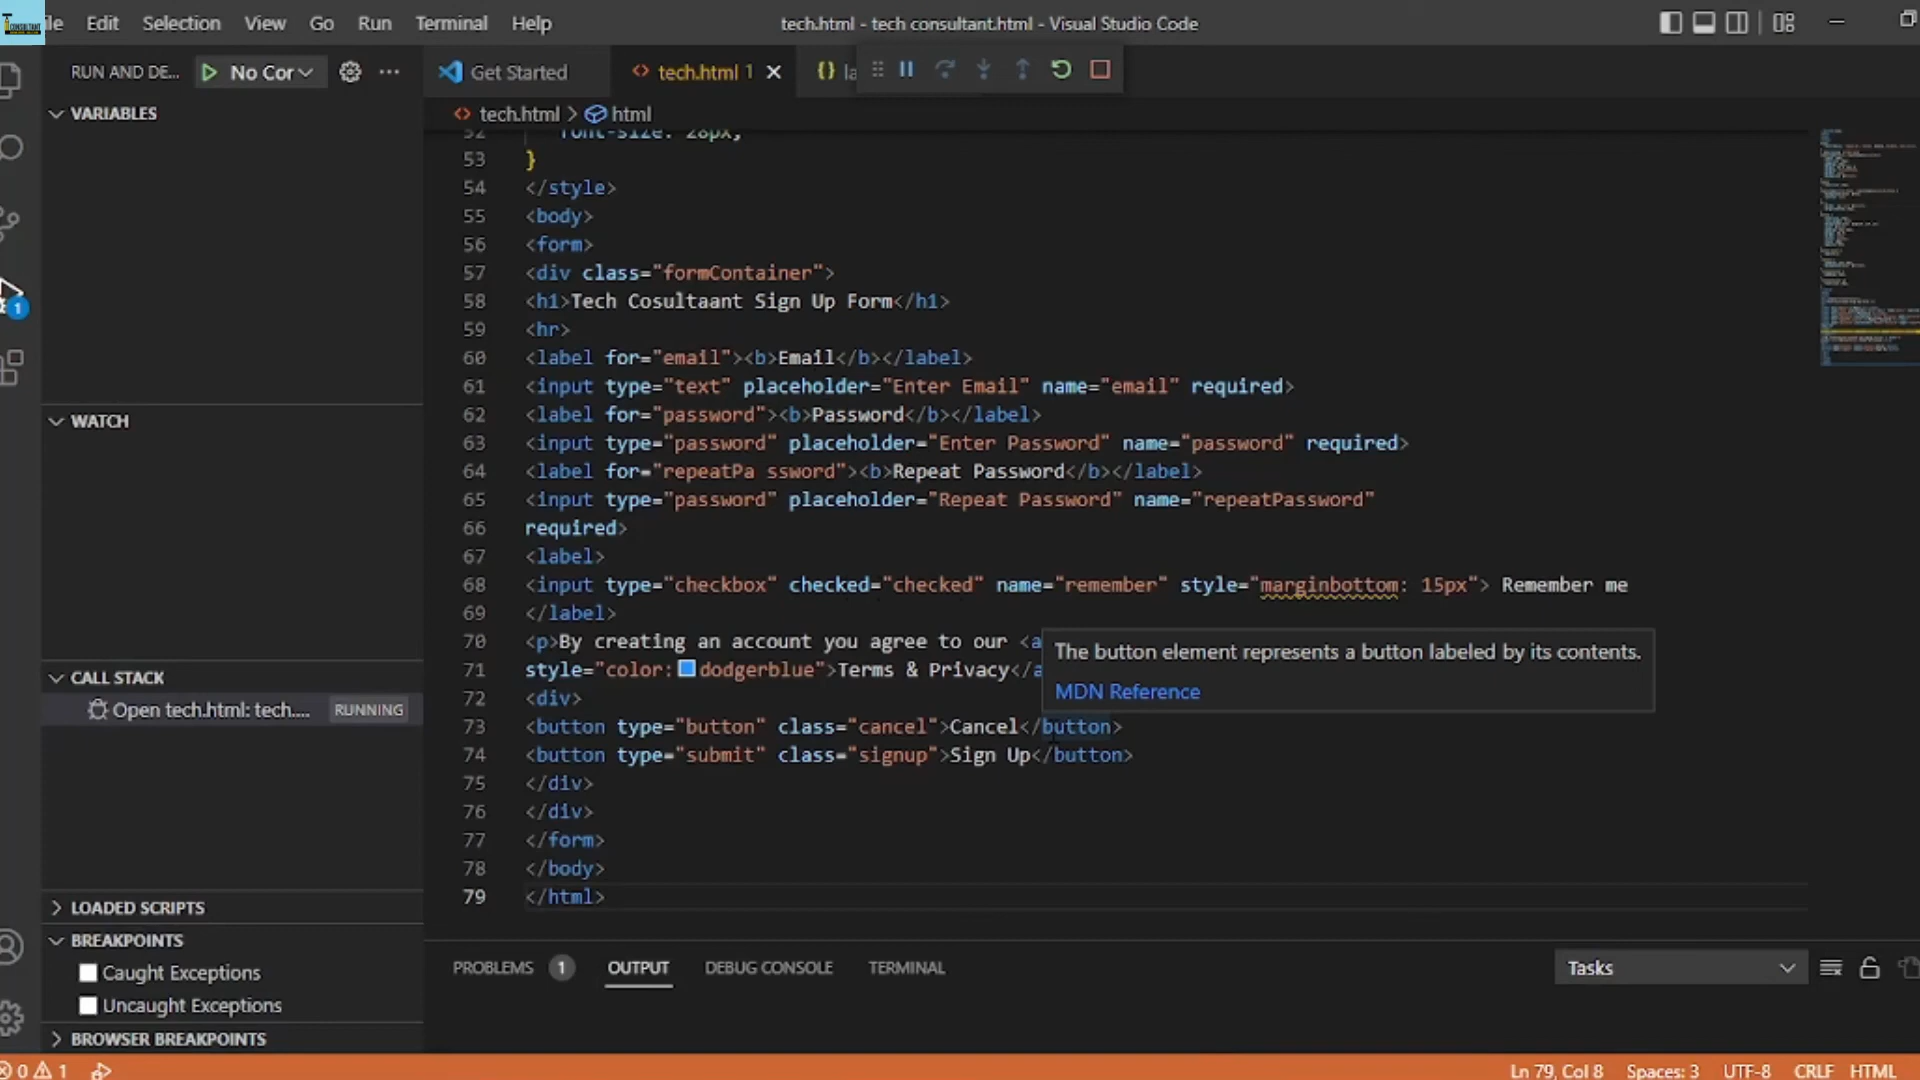 CONSULTANT
ile Edit Selection View Go Run Terminal Help
tech.html - tech consultant.html - Visual Studio Code
RUN AND DE... No Cor
Get Started
tech.html 1
{} la
tech.html > html
VARIABLES
WATCH
CALL STACK
Open tech.html: tech.... RUNNING
LOADED SCRIPTS
BREAKPOINTS
Caught Exceptions
Uncaught Exceptions
BROWSER BREAKPOINTS
1
52 font-size: 28px;
53 }
54 </style>
55 <body>
56 <form>
57 <div class="formContainer">
58 <h1>Tech Cosultaant Sign Up Form</h1>
59 <hr>
60 <label for="email"><b>Email</b></label>
61 <input type="text" placeholder="Enter Email" name="email" required>
62 <label for="password"><b>Password</b></label>
63 <input type="password" placeholder="Enter Password" name="password" required>
64 <label for="repeatPa ssword"><b>Repeat Password</b></label>
65 <input type="password" placeholder="Repeat Password" name="repeatPassword"
66 required>
67 <label>
68 <input type="checkbox" checked="checked" name="remember" style="marginbottom: 15px"> Remember me
69 </label>
70 <p>By creating an account you agree to our <a
71 style="color:dodgerblue">Terms & Privacy</a
The button element represents a button labeled by its contents.
MDN Reference
72 <div>
73 <button type="button" class="cancel">Cancel</button>
74 <button type="submit" class="signup">Sign Up</button>
75 </div>
76 </div>
77 </form>
78 </body>
79 </html>
PROBLEMS 1 OUTPUT DEBUG CONSOLE TERMINAL
Tasks
0 1
Ln 79, Col 8 Spaces: 3 UTF-8 CRLF HTML